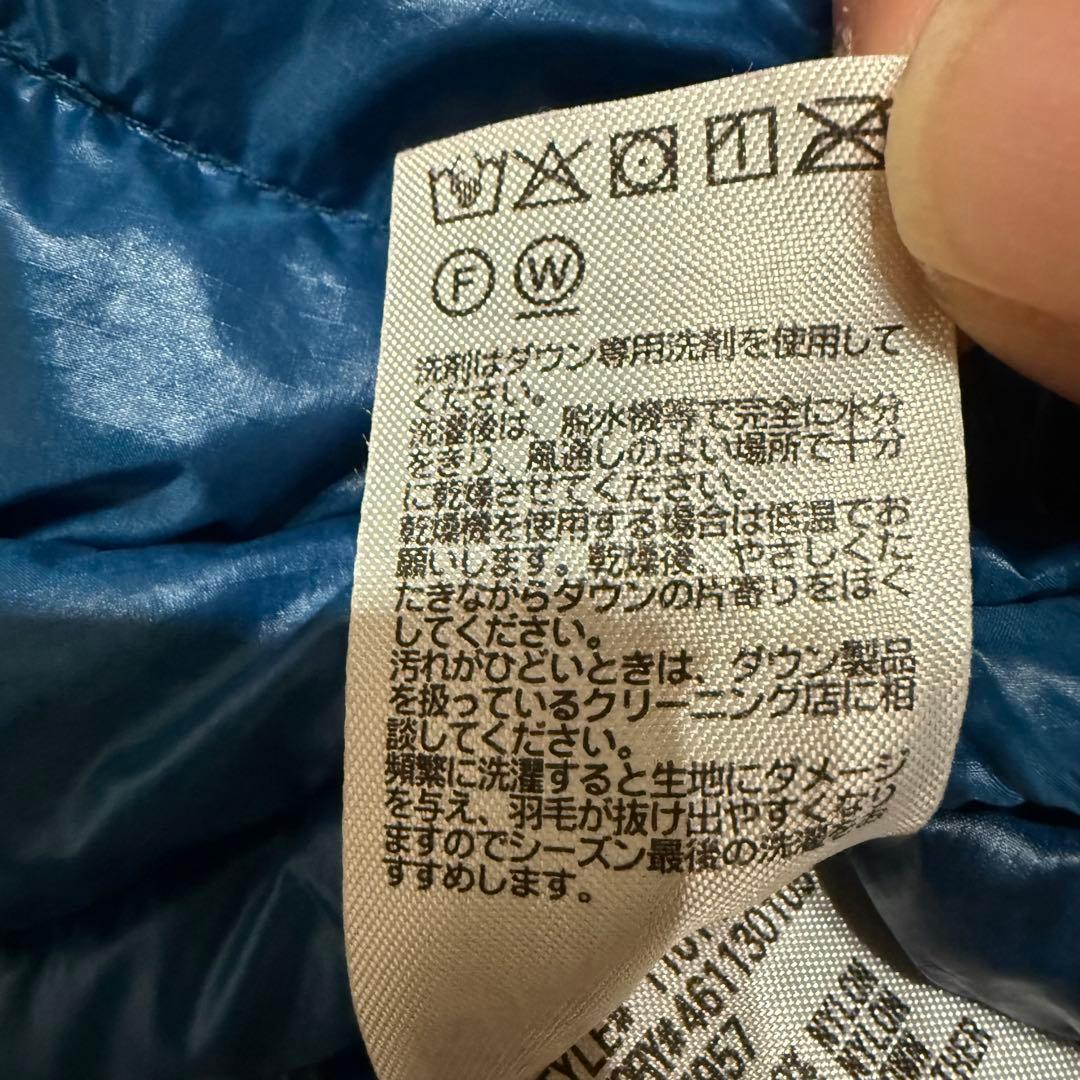 F W
洗剤はダウン専用洗剤を使用して
ください。
洗濯後は、脱水機等で完全に水分
をきり、風通しのよい場所で十分
に乾燥させてください。
乾燥機を使用する場合は低温でお
願いします。乾燥後、やさしくたた
きながらダウンの片寄りをほぐ
してください。
汚れがひどいときは、ダウン製品
を扱っているクリーニング店に相
談してください。
頻繁に洗濯すると生地にダメージ
を与え、羽毛が抜け出やすくなり
ますのでシーズン最後の洗濯をお
すすめします。
461130108
957
NYLON
NYLON